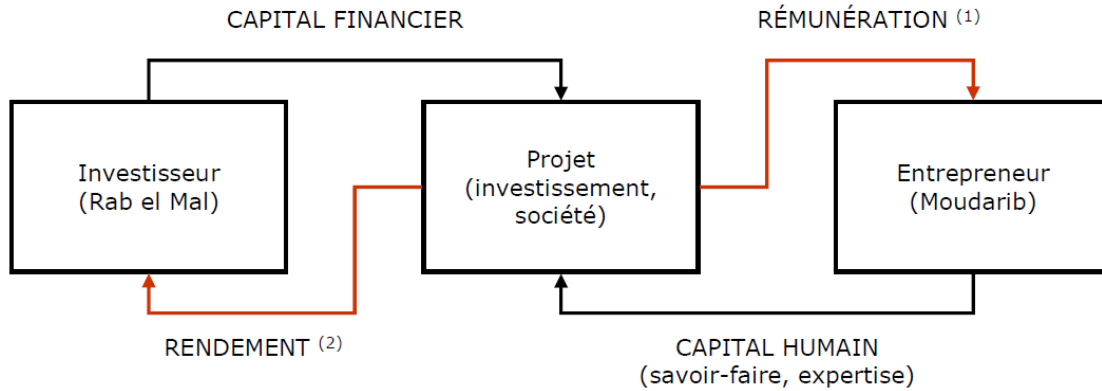 CAPITAL FINANCIER
RÉMUNÉRATION (1)
Investisseur
(Rab el Mal)
Projet
(investissement,
société)
Entrepreneur
(Moudarib)
RENDEMENT (2)
CAPITAL HUMAIN
(savoir-faire, expertise)